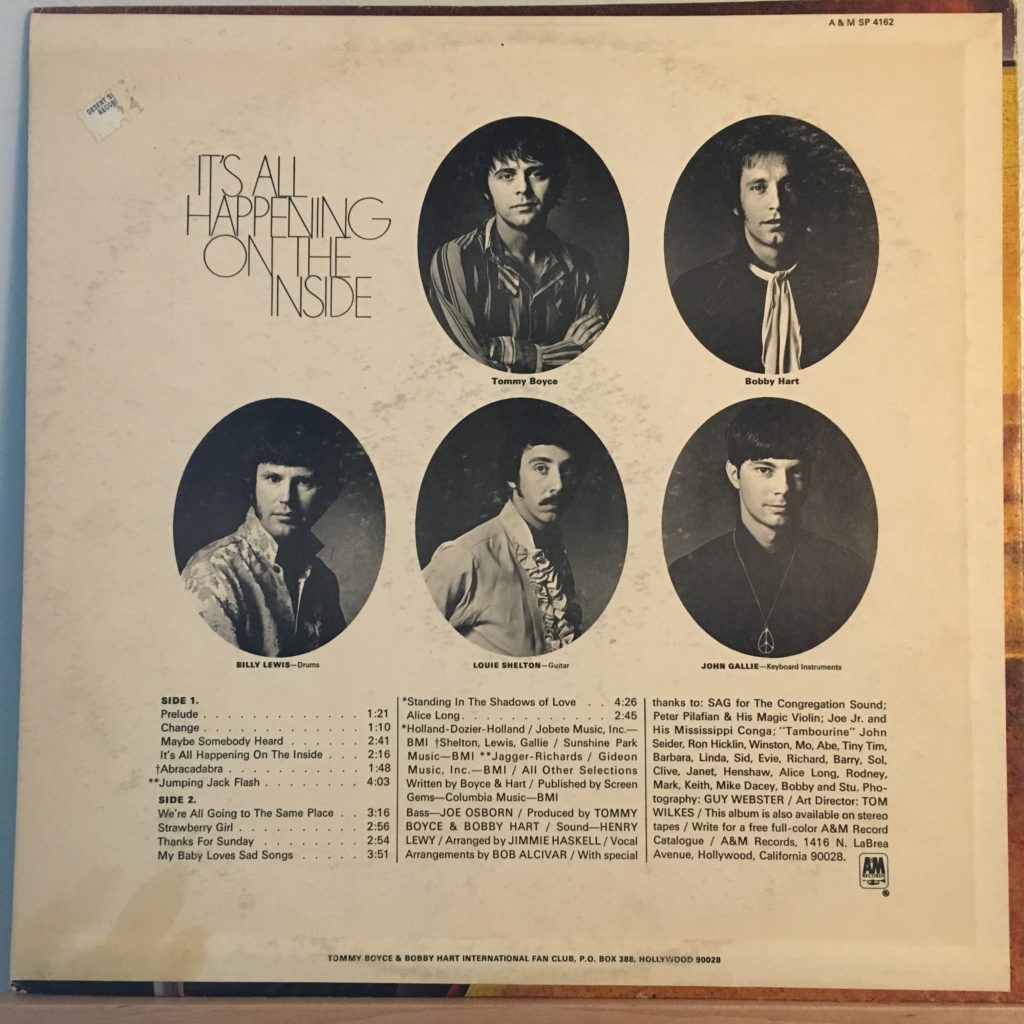 A & M SP 4162
DESERT
RECOR
IT'S ALL
HAPPENING
ON THE
INSIDE
Tommy Boyce
Bobby Hart
BILLY LEWIS—Drums
LOUIE SHELTON—Guitar
JOHN GALLIE—Keyboard Instruments
SIDE 1.
Prelude . . . . . . . . . . . . . 1:21
Change . . . . . . . . . . . . . 1:10
Maybe Somebody Heard . . . . . . 2:41
It's All Happening On The Inside . . . 2:16
†Abracadabra . . . . . . . . . . . 1:48
**Jumping Jack Flash . . . . . . . . 4:03
SIDE 2.
We're All Going to The Same Place . . 3:16
Strawberry Girl . . . . . . . . . . 2:56
Thanks For Sunday . . . . . . . . 2:54
My Baby Loves Sad Songs . . . . . 3:51
*Standing In The Shadows of Love . . 4:26
Alice Long . . . . . . . . . . . . 2:45
*Holland-Dozier-Holland / Jobete Music, Inc.—
BMI †Shelton, Lewis, Gallie / Sunshine Park
Music—BMI **Jagger-Richards / Gideon
Music, Inc.—BMI / All Other Selections
Written by Boyce & Hart / Published by Screen
Gems—Columbia Music—BMI
Bass—JOE OSBORN / Produced by TOMMY
BOYCE & BOBBY HART / Sound—HENRY
LEWY / Arranged by JIMMIE HASKELL / Vocal
Arrangements by BOB ALCIVAR / With special
thanks to: SAG for The Congregation Sound;
Peter Pilafian & His Magic Violin; Joe Jr. and
His Mississippi Conga; "Tambourine" John
Seider, Ron Hicklin, Winston, Mo, Abe, Tiny Tim,
Barbara, Linda, Sid, Evie, Richard, Barry, Sol,
Clive, Janet, Henshaw, Alice Long, Rodney,
Mark, Keith, Mike Dacey, Bobby and Stu. Pho-
tography: GUY WEBSTER / Art Director: TOM
WILKES / This album is also available on stereo
tapes / Write for a free full-color A&M Record
Catalogue / A&M Records, 1416 N. LaBrea
Avenue, Hollywood, California 90028.
AM
RECORDS
®
TOMMY BOYCE & BOBBY HART INTERNATIONAL FAN CLUB, P.O. BOX 388, HOLLYWOOD 90028